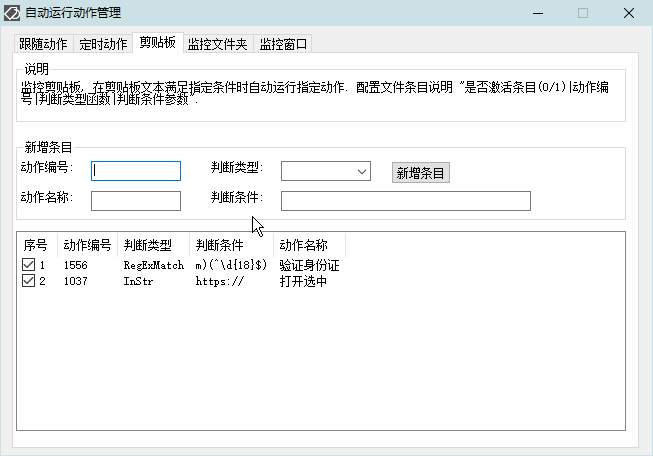 自动运行动作管理
跟随动作 定时动作 剪贴板 监控文件夹 监控窗口
说明
监控剪贴板, 在剪贴板文本满足指定条件时自动运行指定动作. 配置文件条目说明 "是否激活条目(0/1)|动作编
号|判断类型函数|判断条件参数".
新增条目
动作编号: 判断类型: 新增条目
动作名称: 判断条件:
序号 动作编号 判断类型 判断条件 动作名称
1 1556 RegExMatch m)(^\d{18}$) 验证身份证
2 1037 InStr https:// 打开选中